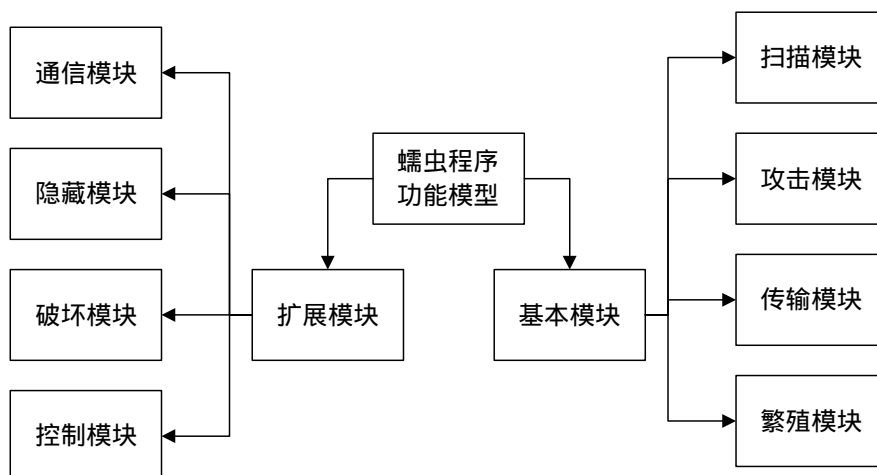 蠕虫程序
功能模型
扩展模块
基本模块
通信模块
隐藏模块
破坏模块
控制模块
扫描模块
攻击模块
传输模块
繁殖模块